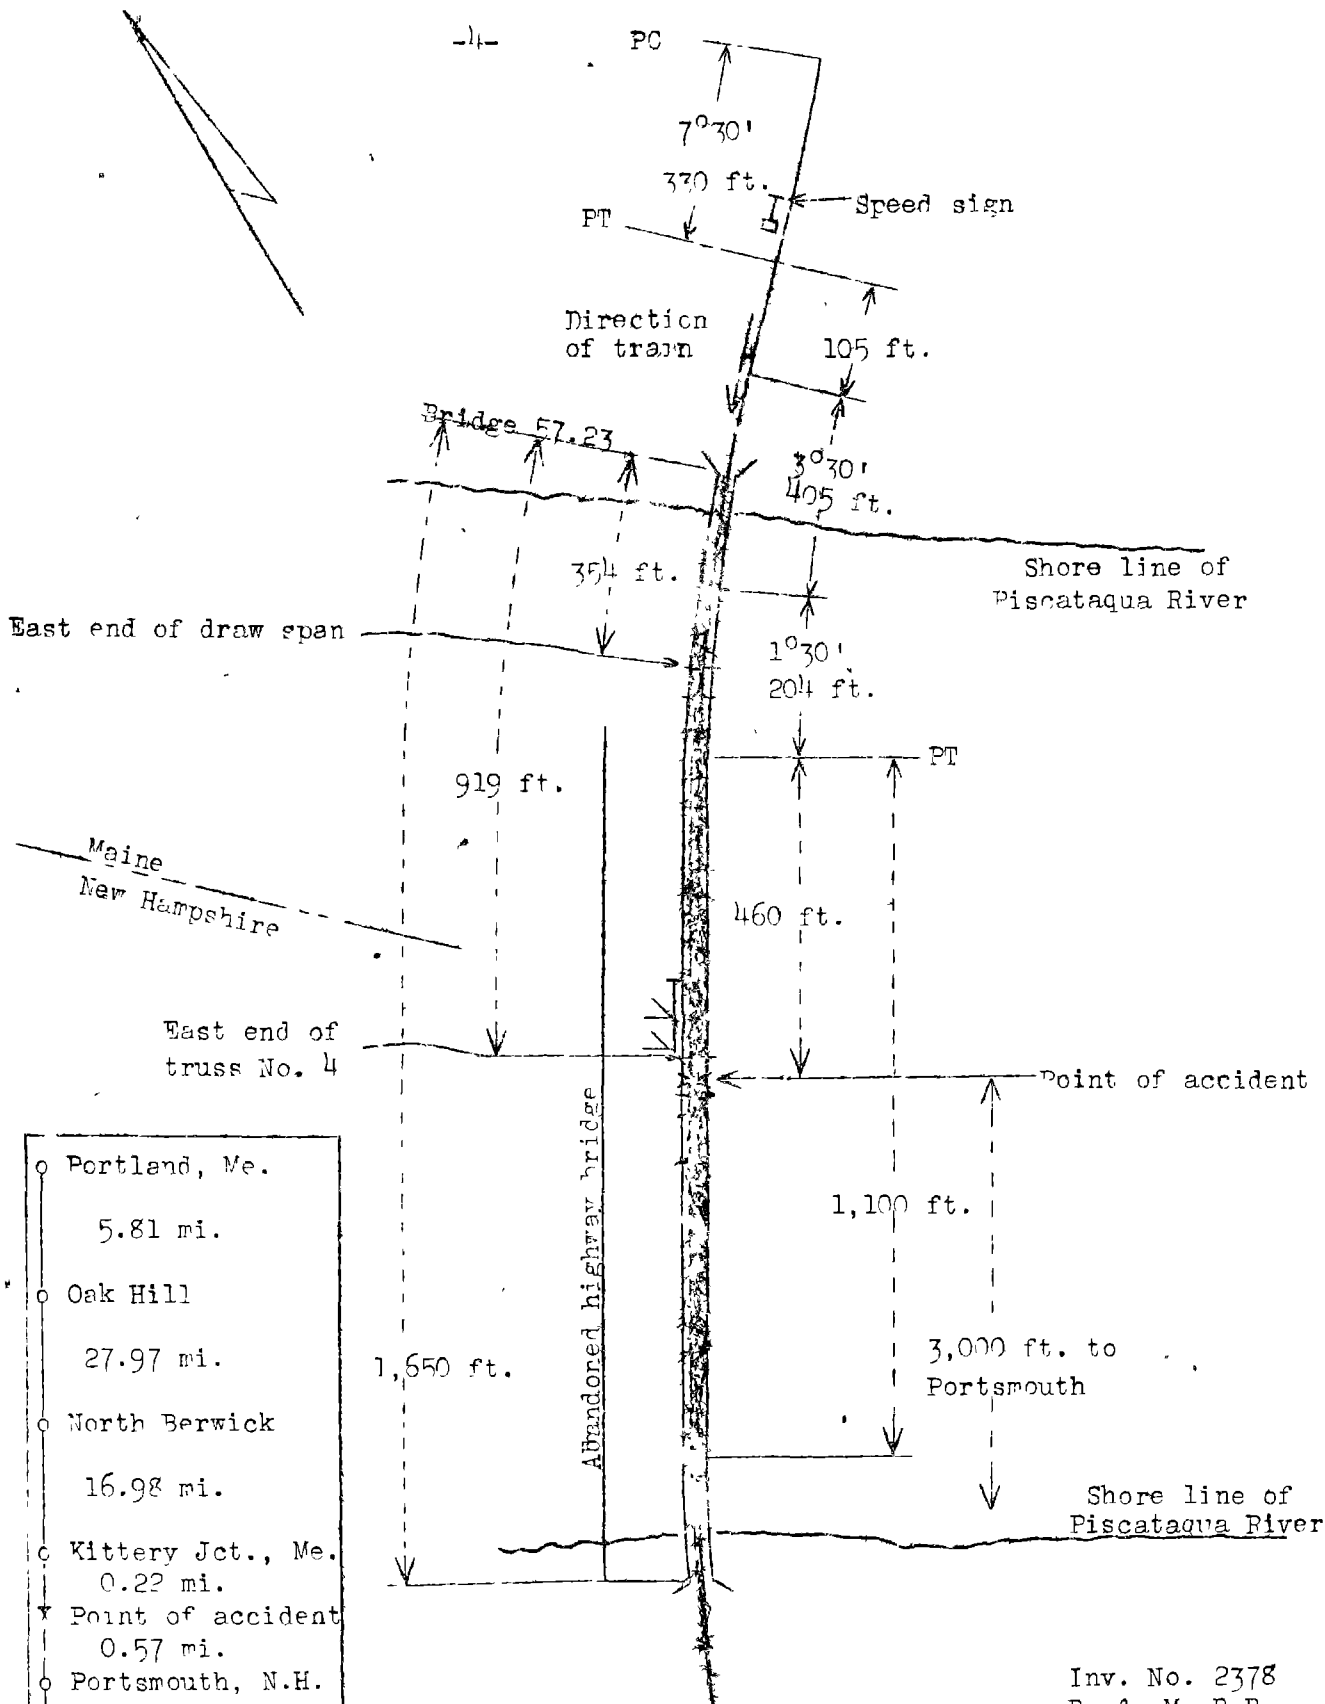 -4-
PC
7°30'
330 ft.
Speed sign
PT
Direction
of train
105 ft.
Bridge 57.23
3°30'
405 ft.
354 ft.
Shore line of
Piscataqua River
East end of draw span
1°30'
204 ft.
PT
919 ft.
Maine
New Hampshire
460 ft.
East end of
truss No. 4
Point of accident
Abandoned highway bridge
1,100 ft.
1,650 ft.
3,000 ft. to
Portsmouth
Shore line of
Piscataqua River
Portland, Me.
5.81 mi.
Oak Hill
27.97 mi.
North Berwick
16.98 mi.
Kittery Jct., Me.
0.22 mi.
Point of accident
0.57 mi.
Portsmouth, N.H.
Inv. No. 2378